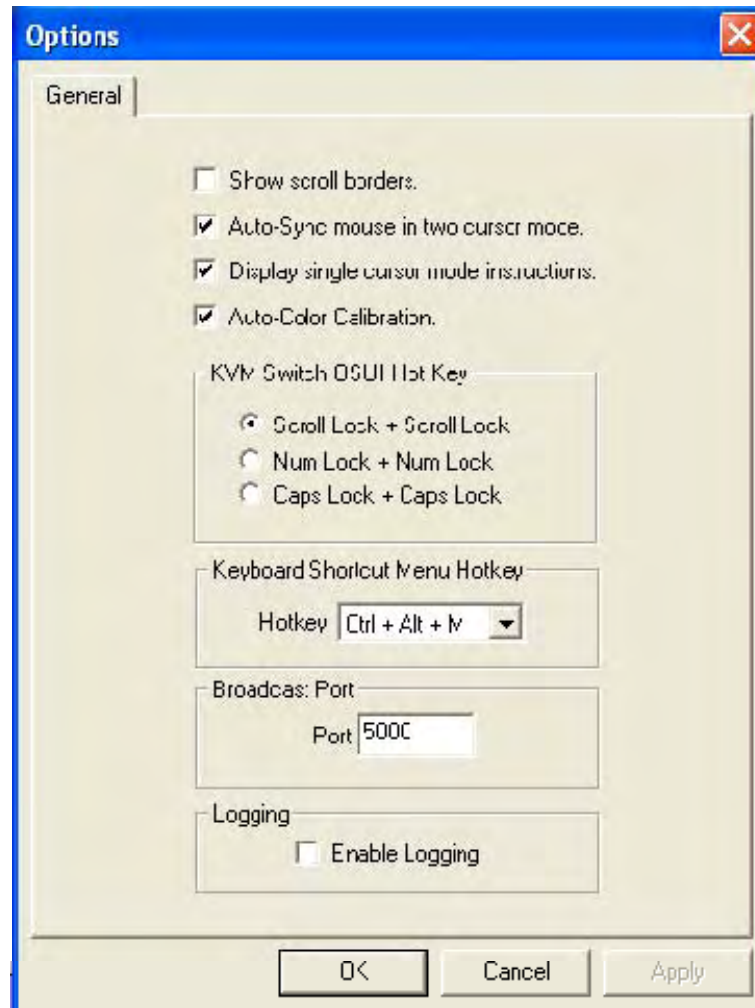 Options
General
Show scroll borders.
Auto-Sync mouse in two cursor mode.
Display single cursor mode instructions.
Auto-Color Calibration.
KVM Switch OSUI Hot Key
Scroll Lock + Scroll Lock
Num Lock + Num Lock
Caps Lock + Caps Lock
Keyboard Shortcut Menu Hotkey
Hotkey Ctrl + Alt + M
Broadcast Port
Port 5000
Logging
Enable Logging
OK Cancel Apply